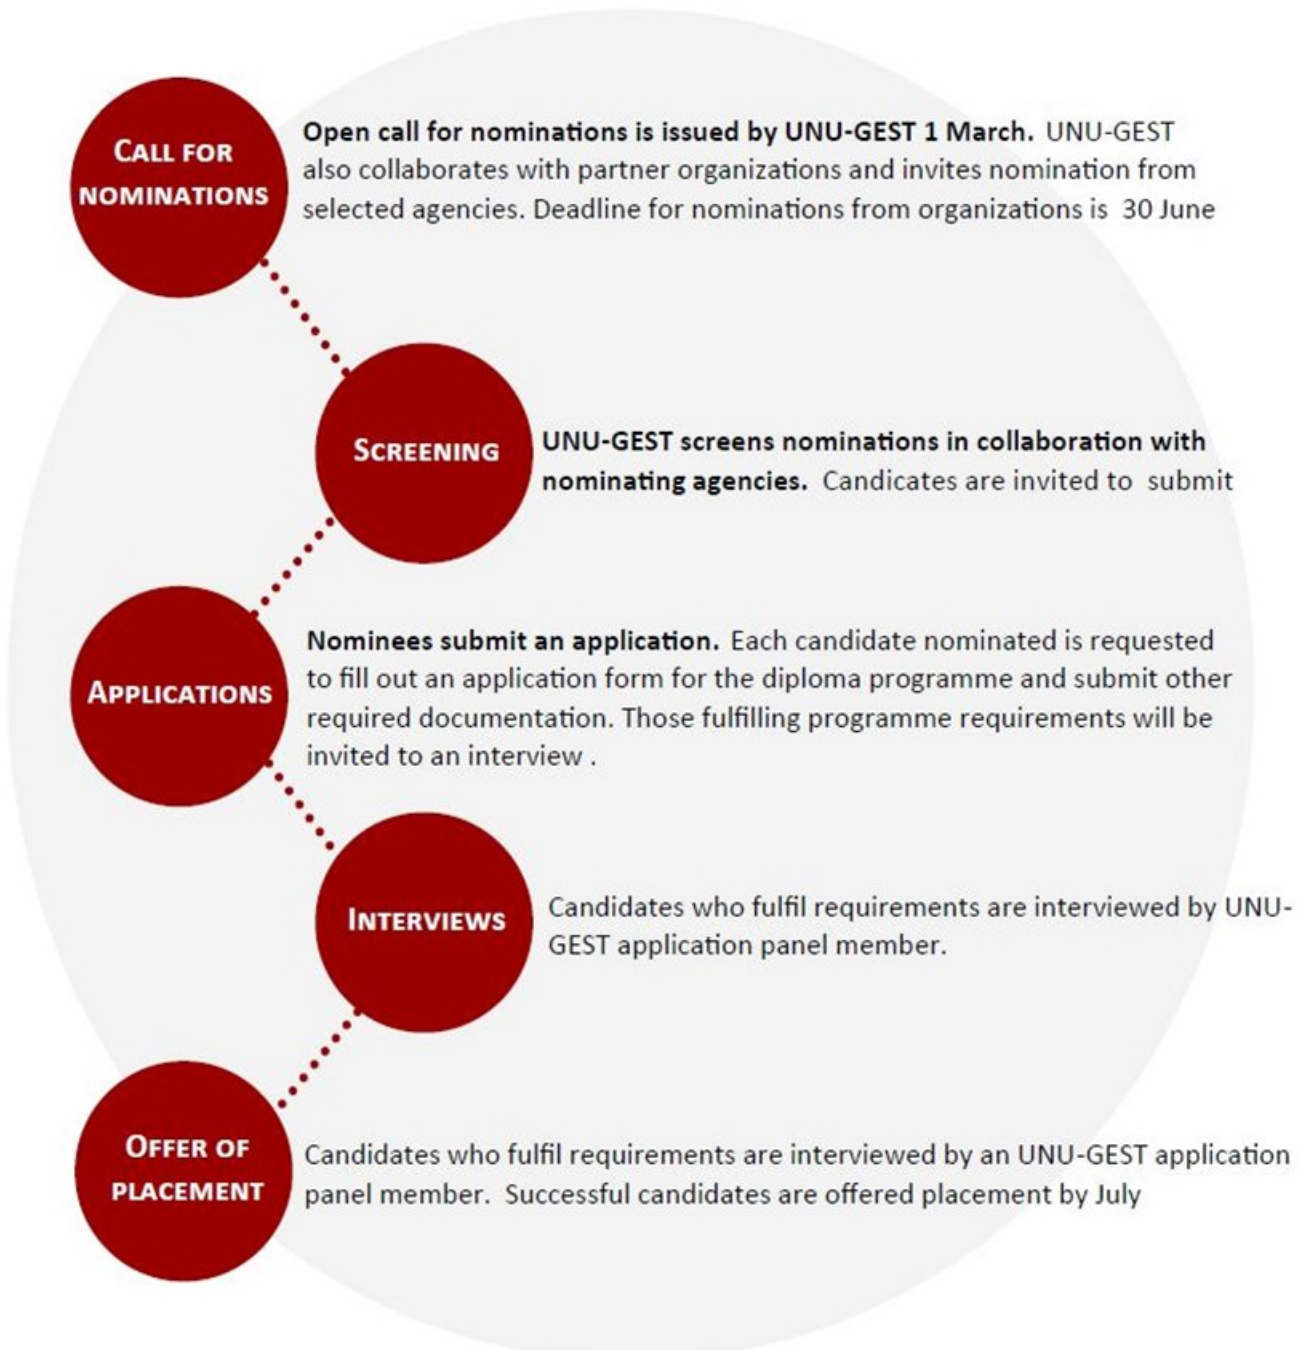 CALL FOR
NOMINATIONS
Open call for nominations is issued by UNU-GEST 1 March. UNU-GEST
also collaborates with partner organizations and invites nomination from
selected agencies. Deadline for nominations from organizations is 30 June
SCREENING
UNU-GEST screens nominations in collaboration with
nominating agencies. Candicates are invited to submit
APPLICATIONS
Nominees submit an application. Each candidate nominated is requested
to fill out an application form for the diploma programme and submit other
required documentation. Those fulfilling programme requirements will be
invited to an interview .
INTERVIEWS
Candidates who fulfil requirements are interviewed by UNU-
GEST application panel member.
OFFER OF
PLACEMENT
Candidates who fulfil requirements are interviewed by an UNU-GEST application
panel member. Successful candidates are offered placement by July